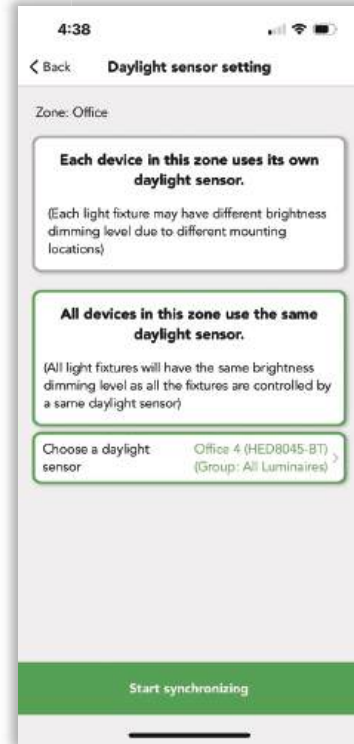 4:38
Back Daylight sensor setting
Zone: Office
Each device in this zone uses its own
daylight sensor.
(Each light fixture may have different brightness
dimming level due to different mounting
locations)
All devices in this zone use the same
daylight sensor.
(All light fixtures will have the same brightness
dimming level as all the fixtures are controlled by
a same daylight sensor)
Choose a daylight Office 4 (HED8045-BT)
sensor (Group: All Luminaires)
Start synchronizing